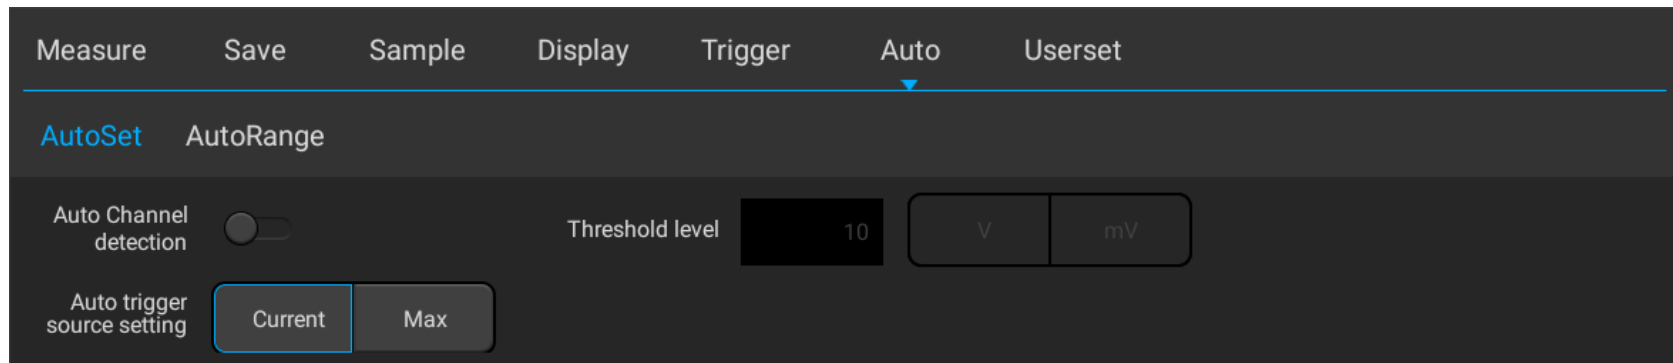 Measure Save Sample Display Trigger Auto Userset
AutoSet AutoRange
Auto Channel
detection
Threshold level 10 V mV
Auto trigger
source setting
Current Max